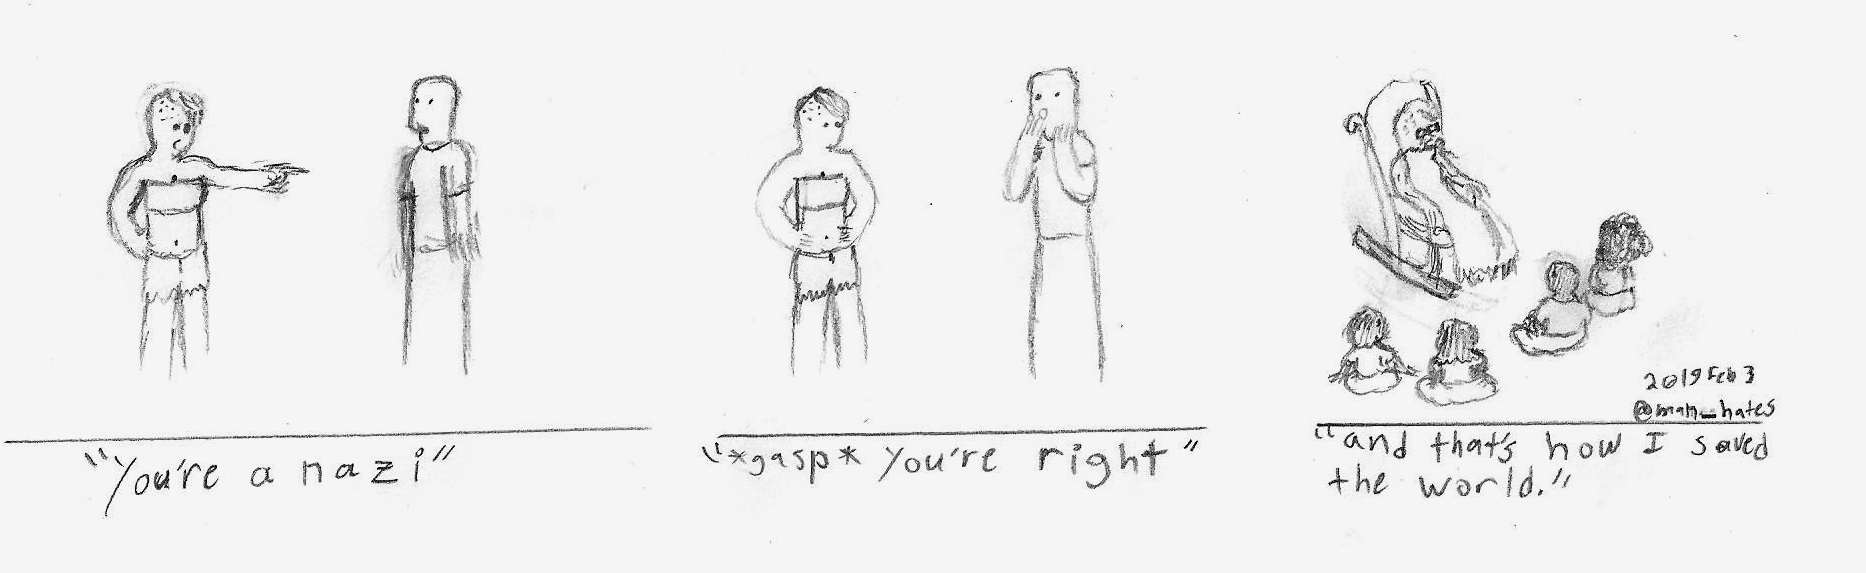 "You're a nazi"
"*gasp* you're right"
2019 Feb 3
@man_hates
"and that's how I saved
the world."